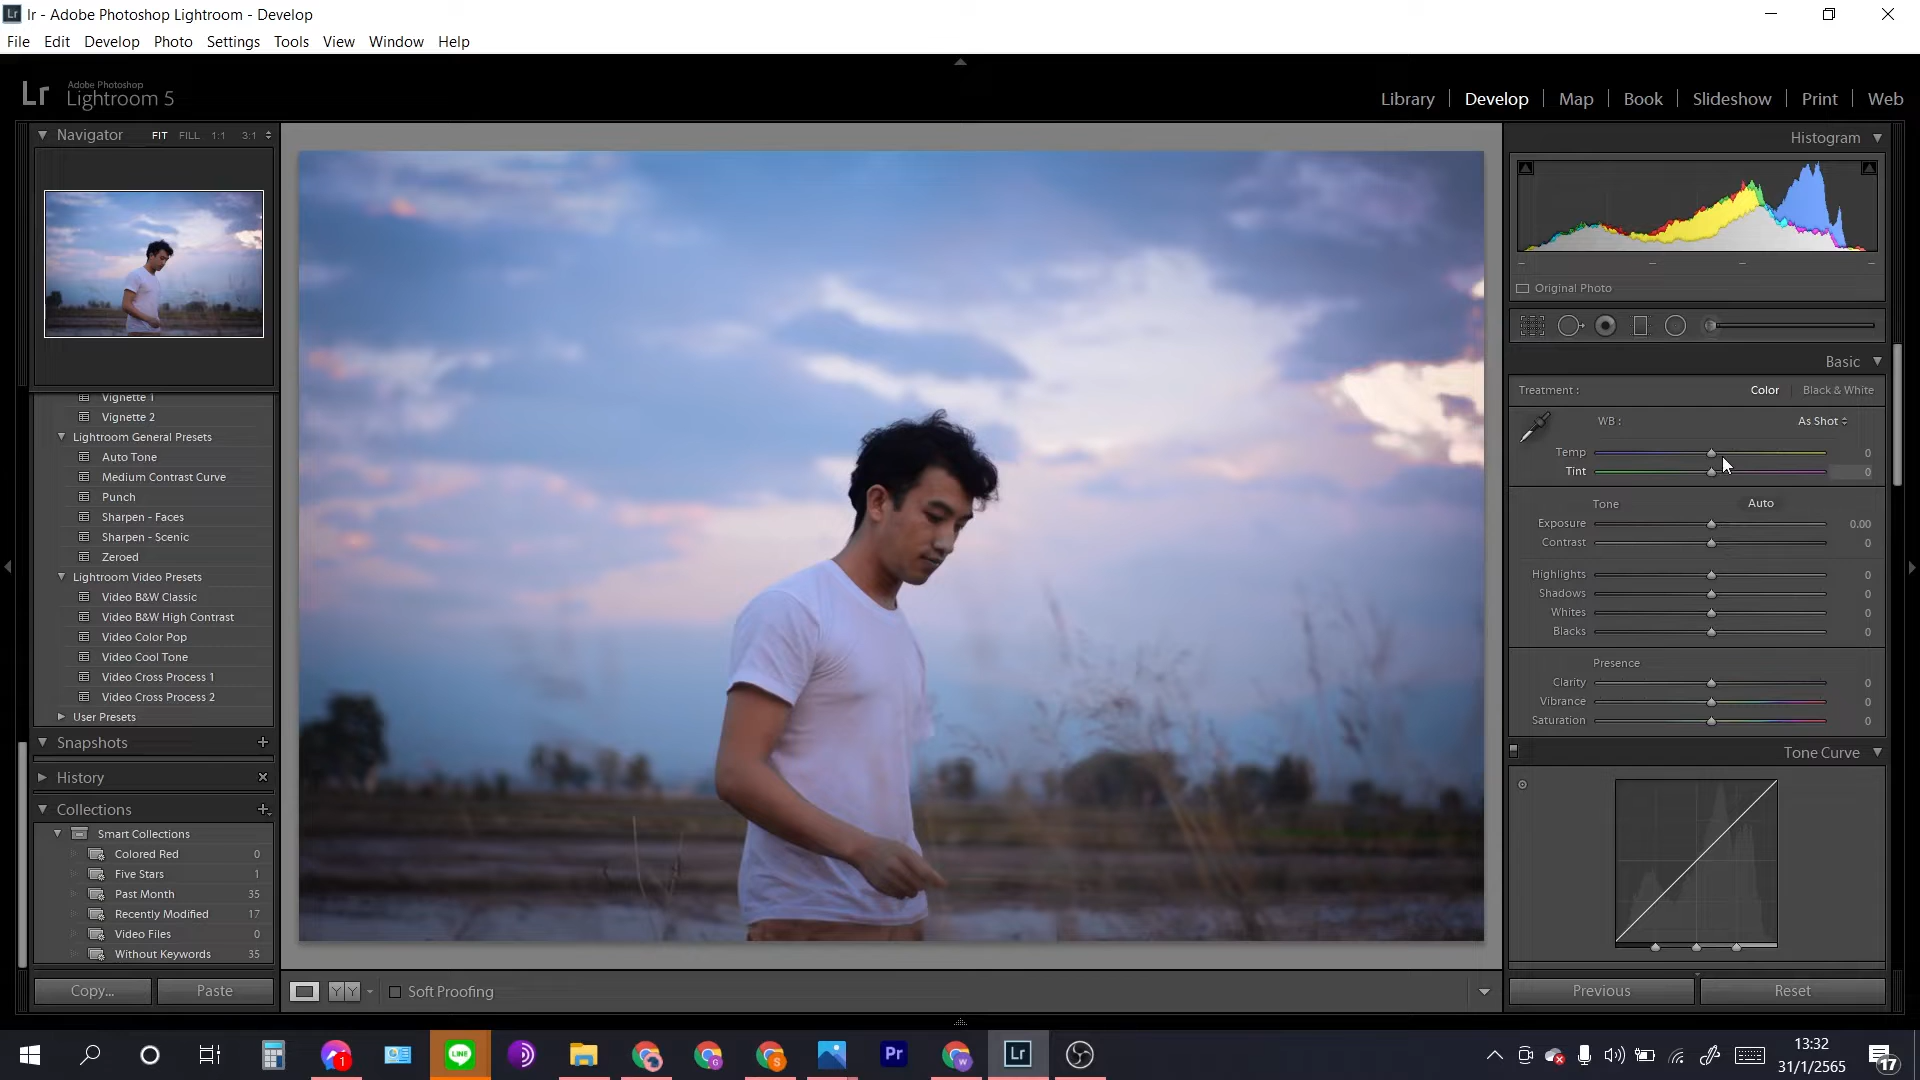 lr - Adobe Photoshop Lightroom - Develop
File Edit Develop Photo Settings Tools View Window Help
Lr Adobe Photoshop
Lightroom 5
Library Develop Map Book Slideshow Print Web
Navigator FIT FILL 1:1 3:1
Vignette 1
Vignette 2
Lightroom General Presets
Auto Tone
Medium Contrast Curve
Punch
Sharpen - Faces
Sharpen - Scenic
Zeroed
Lightroom Video Presets
Video B&W Classic
Video B&W High Contrast
Video Color Pop
Video Cool Tone
Video Cross Process 1
Video Cross Process 2
User Presets
Snapshots
History
Collections
Smart Collections
Colored Red 0
Five Stars 1
Past Month 35
Recently Modified 17
Video Files 0
Without Keywords 35
Copy... Paste
YY Soft Proofing
Histogram
Original Photo
Basic
Treatment : Color Black & White
WB : As Shot
Temp 0
Tint 0
Tone Auto
Exposure 0.00
Contrast 0
Highlights 0
Shadows 0
Whites 0
Blacks 0
Presence
Clarity 0
Vibrance 0
Saturation 0
Tone Curve
Previous Reset
1 LINE G S Pr W Lr
13:32
31/1/2565
17